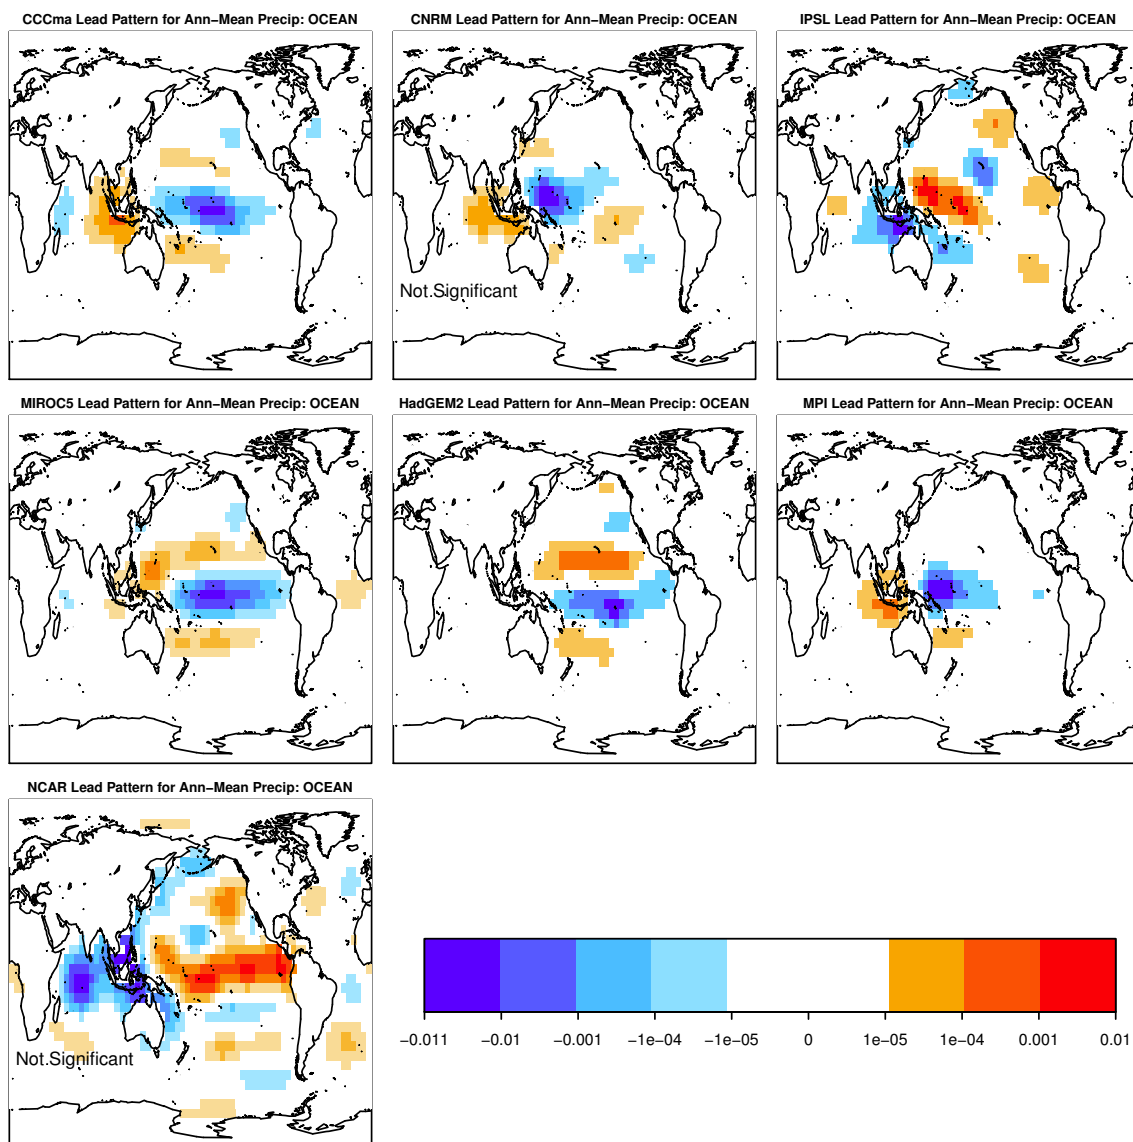 CCCma Lead Pattern for Ann−Mean Precip: OCEAN
CNRM Lead Pattern for Ann−Mean Precip: OCEAN
IPSL Lead Pattern for Ann−Mean Precip: OCEAN
Not.Significant
MIROC5 Lead Pattern for Ann−Mean Precip: OCEAN
HadGEM2 Lead Pattern for Ann−Mean Precip: OCEAN
MPI Lead Pattern for Ann−Mean Precip: OCEAN
NCAR Lead Pattern for Ann−Mean Precip: OCEAN
Not.Significant
−0.011 −0.01 −0.001 −1e−04 −1e−05 0 1e−05 1e−04 0.001 0.01